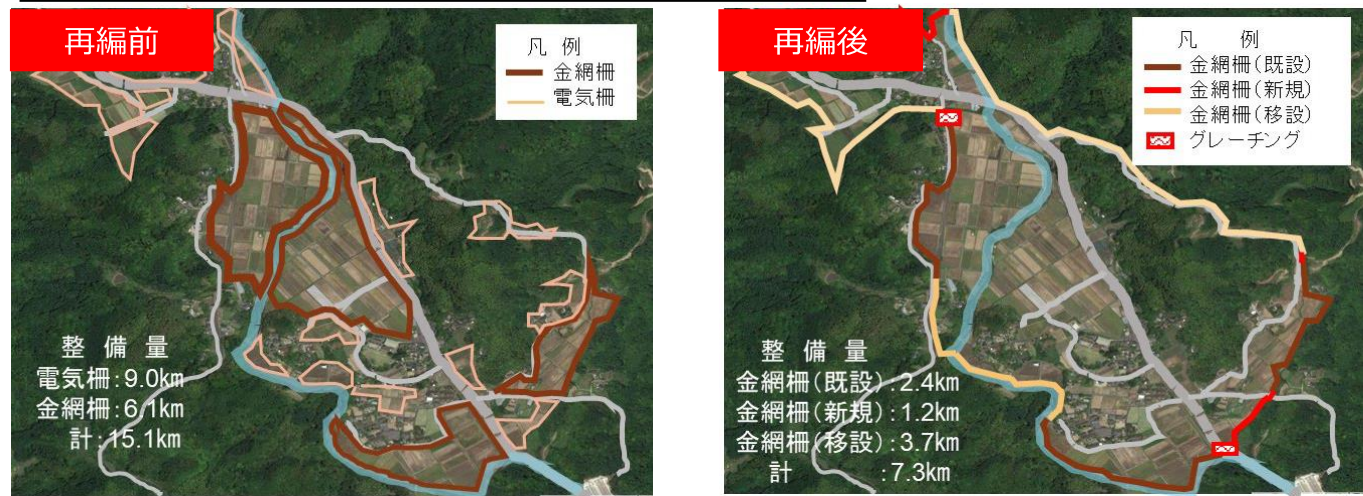 再編前
凡 例
金網柵
電気柵
整 備 量
電気柵:9.0km
金網柵:6.1km
計:15.1km
再編後
凡 例
金網柵(既設)
金網柵(新規)
金網柵(移設)
グレーチング
整 備 量
金網柵(既設):2.4km
金網柵(新規):1.2km
金網柵(移設):3.7km
計 :7.3km